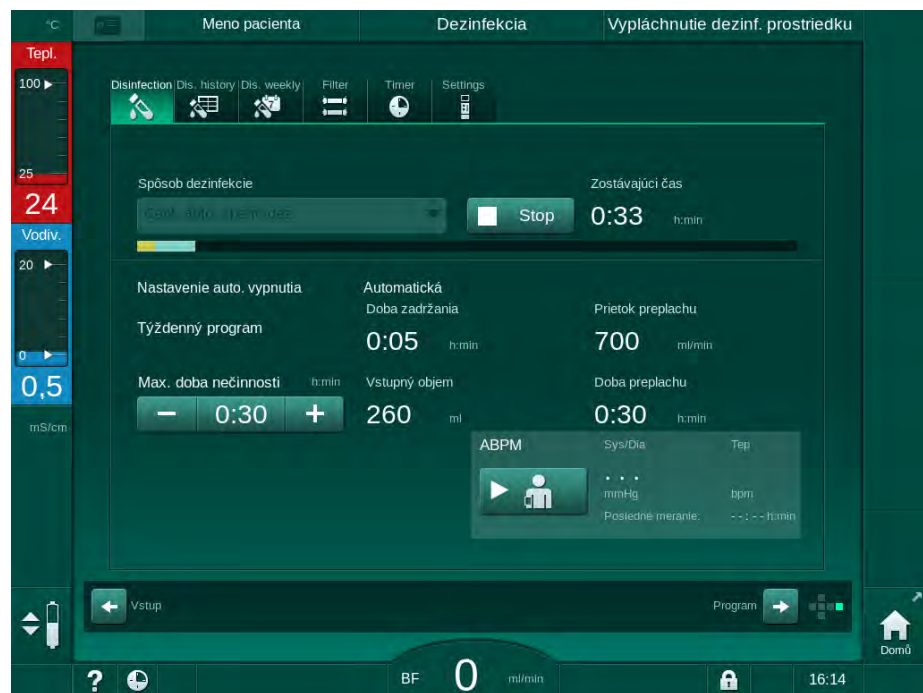 °C Meno pacienta Dezinfekcia Vypláchnutie dezinf. prostriedku
Tepl.
100
25
24
Vodiv.
20
0
0,5
mS/cm
Disinfection Dis. history Dis. weekly Filter Timer Settings
7
Spôsob dezinfekcie
Zostávajúci čas
Stop
0:33 h:min
Nastavenie auto. vypnutia Automatická
Týždenný program
Doba zadržania Prietok preplachu
0:05 h:min 700 ml/min
Max. doba nečinnosti h:min Vstupný objem Doba preplachu
− 0:30 + 260 ml 0:30 h:min
ABPM Sys/Dia Tep
. . .
mmHg bpm
Posledné meranie: --:-- h:min
Vstup Program
Domů
? BF 0 ml/min 16:14